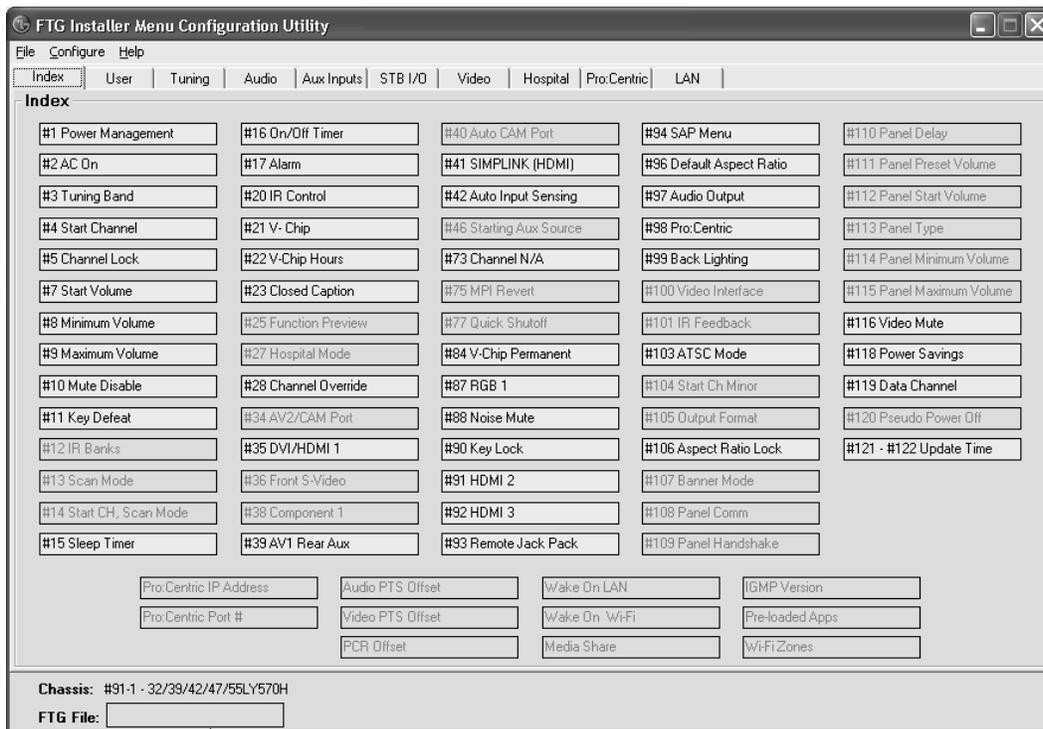 FTG Installer Menu Configuration Utility
File Configure Help
Index User Tuning Audio Aux Inputs STB I/O Video Hospital Pro:Centric LAN
Index
#1 Power Management
#2 AC On
#3 Tuning Band
#4 Start Channel
#5 Channel Lock
#7 Start Volume
#8 Minimum Volume
#9 Maximum Volume
#10 Mute Disable
#11 Key Defeat
#12 IR Banks
#13 Scan Mode
#14 Start CH, Scan Mode
#15 Sleep Timer
#16 On/Off Timer
#17 Alarm
#20 IR Control
#21 V- Chip
#22 V-Chip Hours
#23 Closed Caption
#25 Function Preview
#27 Hospital Mode
#28 Channel Override
#34 AV2/CAM Port
#35 DVI/HDMI 1
#36 Front S-Video
#38 Component 1
#39 AV1 Rear Aux
#40 Auto CAM Port
#41 SIMPLINK (HDMI)
#42 Auto Input Sensing
#46 Starting Aux Source
#73 Channel N/A
#75 MPI Revert
#77 Quick Shutoff
#84 V-Chip Permanent
#87 RGB 1
#88 Noise Mute
#90 Key Lock
#91 HDMI 2
#92 HDMI 3
#93 Remote Jack Pack
#94 SAP Menu
#96 Default Aspect Ratio
#97 Audio Output
#98 Pro:Centric
#99 Back Lighting
#100 Video Interface
#101 IR Feedback
#103 ATSC Mode
#104 Start Ch Minor
#105 Output Format
#106 Aspect Ratio Lock
#107 Banner Mode
#108 Panel Comm
#109 Panel Handshake
#110 Panel Delay
#111 Panel Preset Volume
#112 Panel Start Volume
#113 Panel Type
#114 Panel Minimum Volume
#115 Panel Maximum Volume
#116 Video Mute
#118 Power Savings
#119 Data Channel
#120 Pseudo Power Off
#121 - #122 Update Time
Pro:Centric IP Address
Pro:Centric Port #
Audio PTS Offset
Video PTS Offset
PCR Offset
Wake On LAN
Wake On Wi-Fi
Media Share
IGMP Version
Pre-loaded Apps
Wi-Fi Zones
Chassis: #91-1 - 32/39/42/47/55LY570H
FTG File: